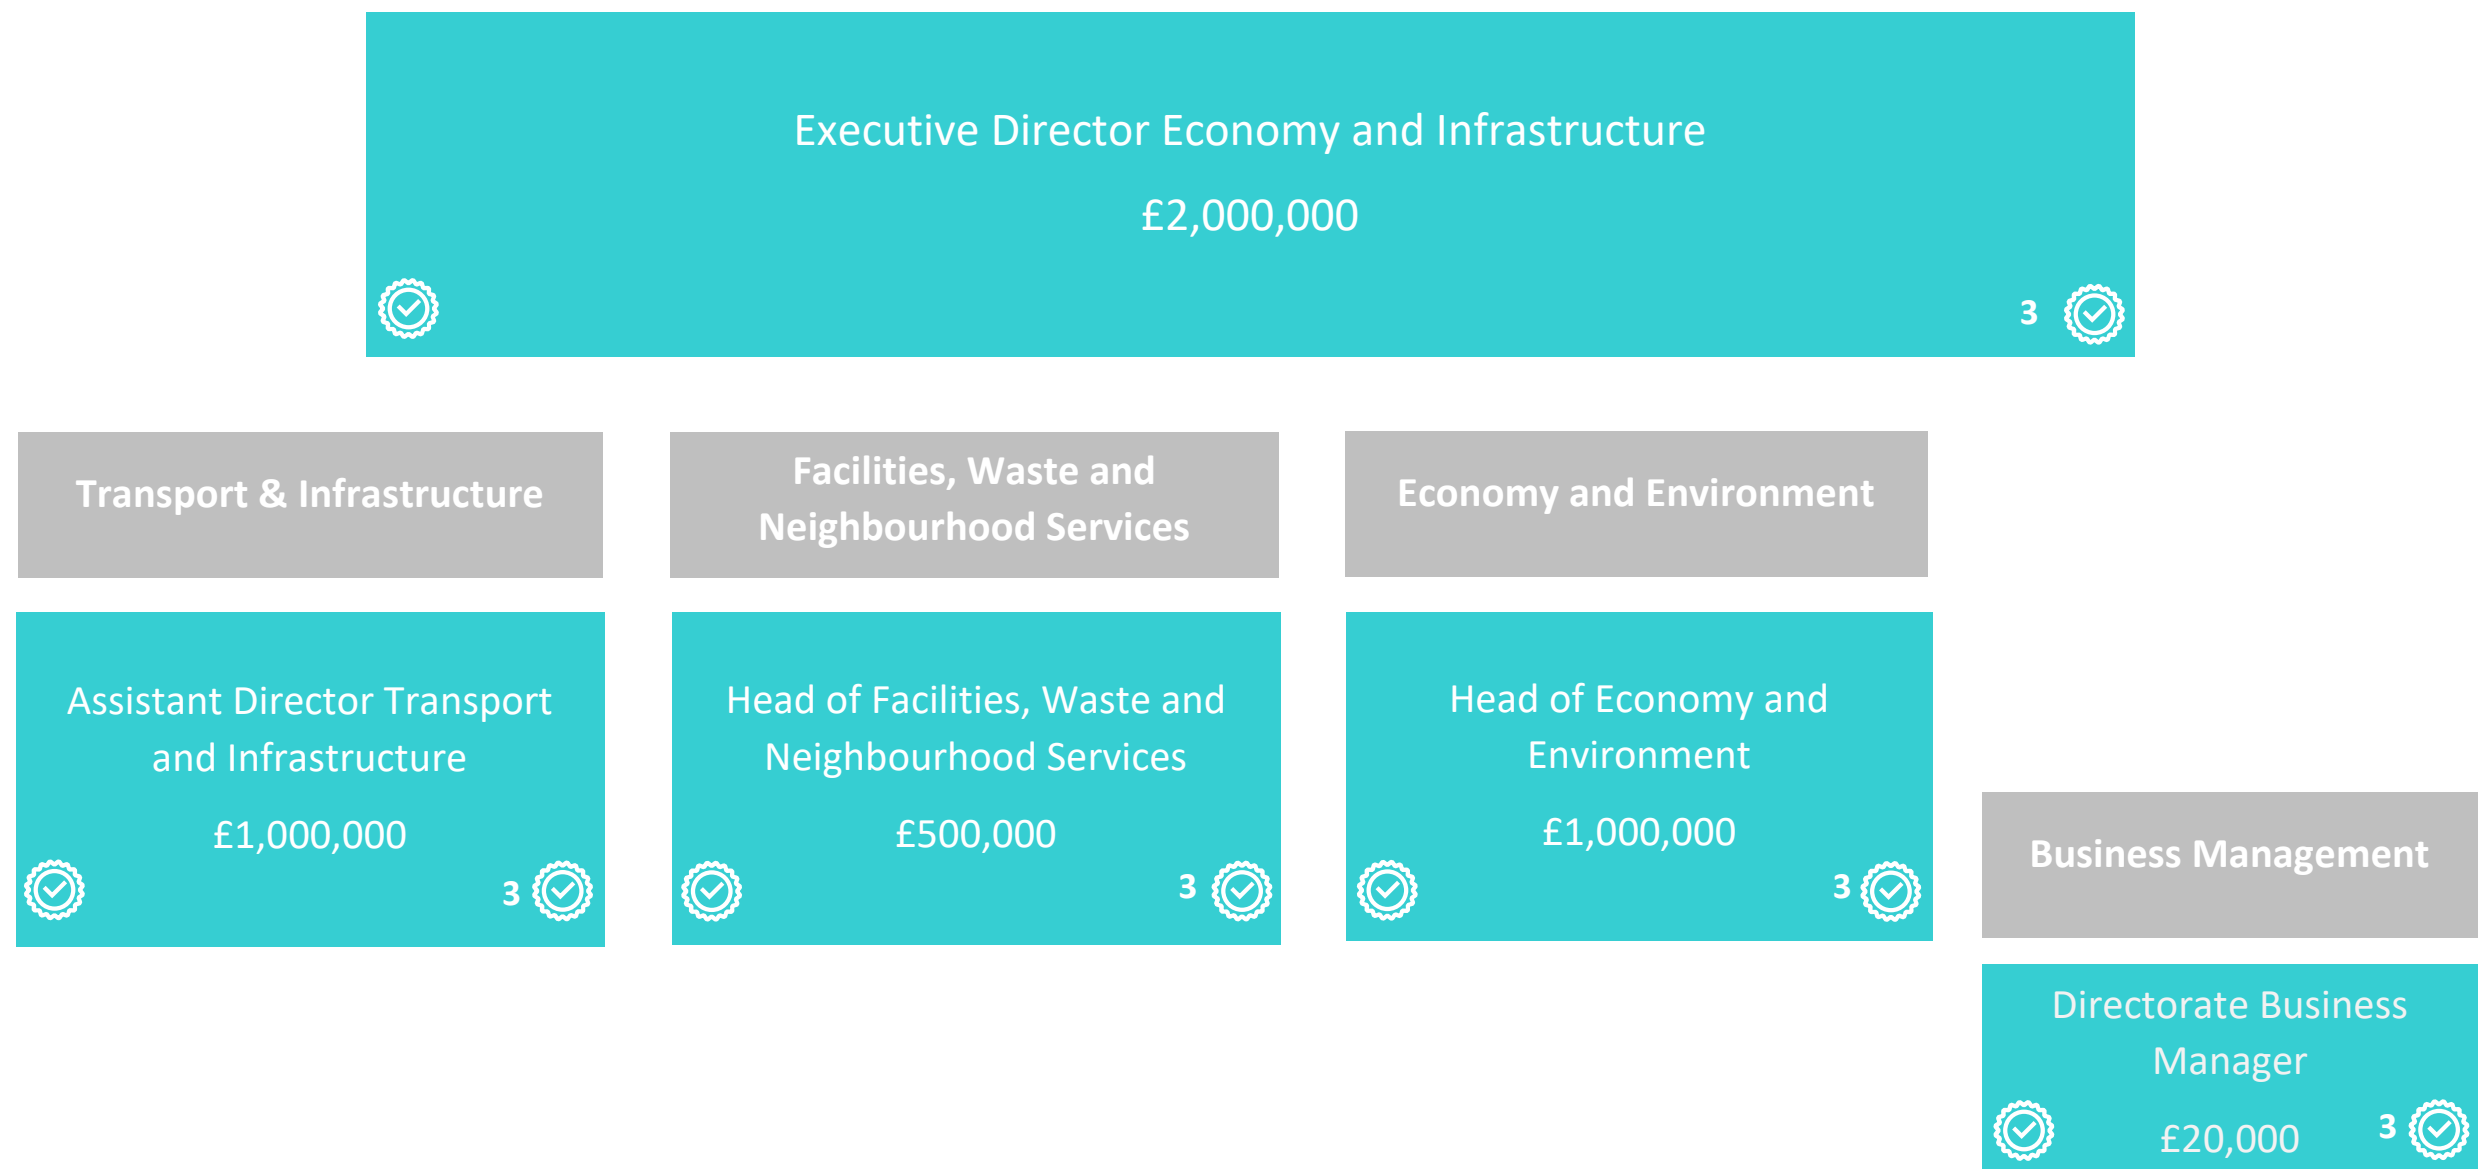 Executive Director Economy and Infrastructure
£2,000,000
3
Transport & Infrastructure
Facilities, Waste and
Neighbourhood Services
Economy and Environment
Assistant Director Transport
and Infrastructure
£1,000,000
3
Head of Facilities, Waste and
Neighbourhood Services
£500,000
3
Head of Economy and
Environment
£1,000,000
3
Business Management
Directorate Business
Manager
£20,000
3